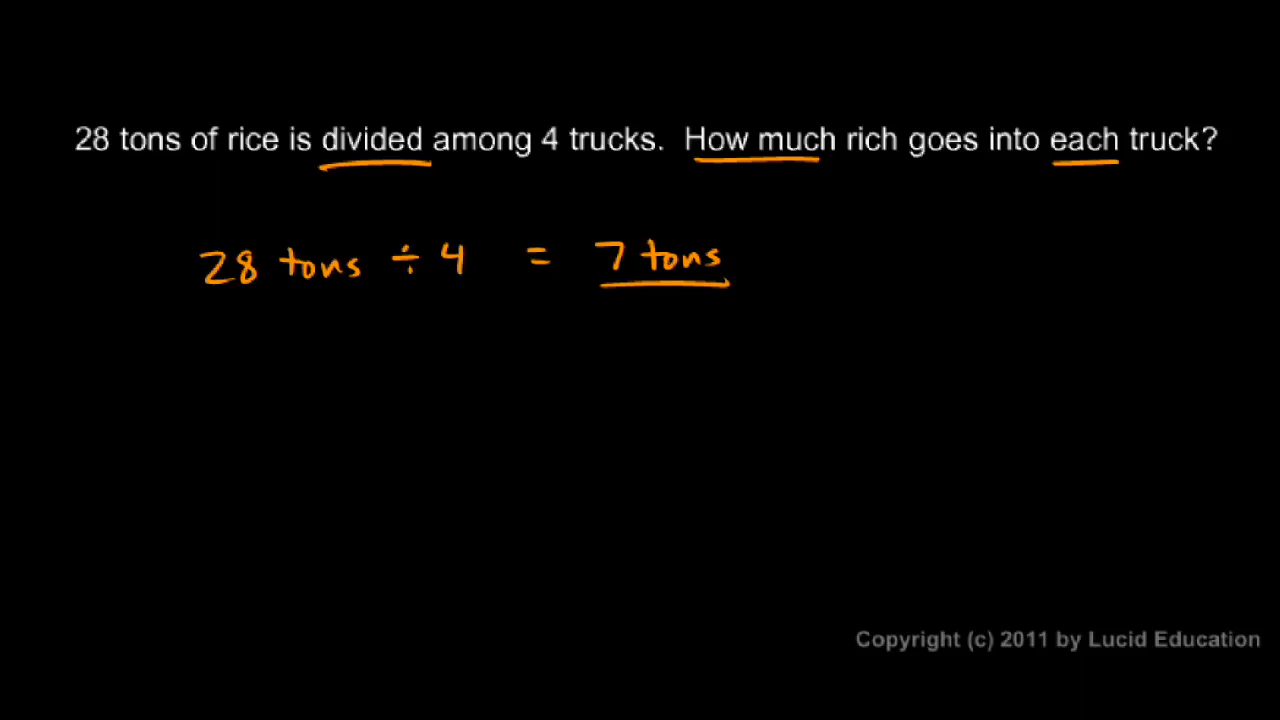 28 tons of rice is divided among 4 trucks. How much rich goes into each truck?
28 tons ÷ 4 = 7 tons
Copyright (c) 2011 by Lucid Education